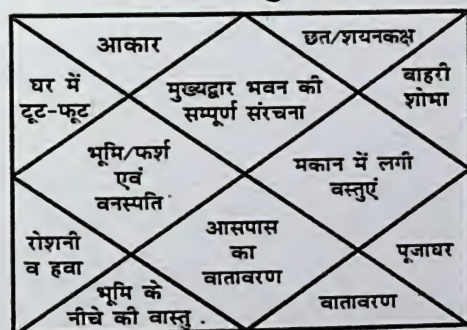 आकार
छत/शयनकक्ष
घर में
टूट-फूट
मुख्यद्वार भवन की
सम्पूर्ण संरचना
बाहरी
शोभा
भूमि/फर्श
एवं
वनस्पति
मकान में लगी
वस्तुएं
रोशनी
व हवा
आसपास
का
वातावरण
पूजाघर
भूमि के
नीचे की वास्तु
वातावरण